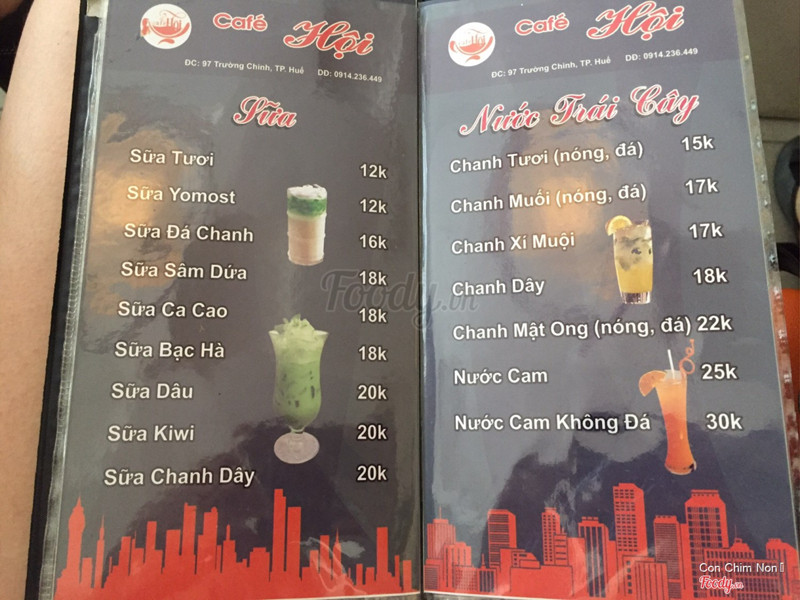 Café Hội
ĐC: 97 Trường Chinh, TP. Huế DĐ: 0914.236.449
Sữa
Sữa Tươi 12k
Sữa Yomost 12k
Sữa Đá Chanh 16k
Sữa Sâm Dứa 18k
Sữa Ca Cao 18k
Sữa Bạc Hà 18k
Sữa Dâu 20k
Sữa Kiwi 20k
Sữa Chanh Dây 20k
Café Hội
ĐC: 97 Trường Chinh, TP. Huế DĐ: 0914.236.449
Nước Trái Cây
Chanh Tươi (nóng, đá) 15k
Chanh Muối (nóng, đá) 17k
Chanh Xí Muội 17k
Chanh Dây 18k
Chanh Mật Ong (nóng, đá) 22k
Nước Cam 25k
Nước Cam Không Đá 30k
Foody.vn
Con Chim Non
Foody.vn